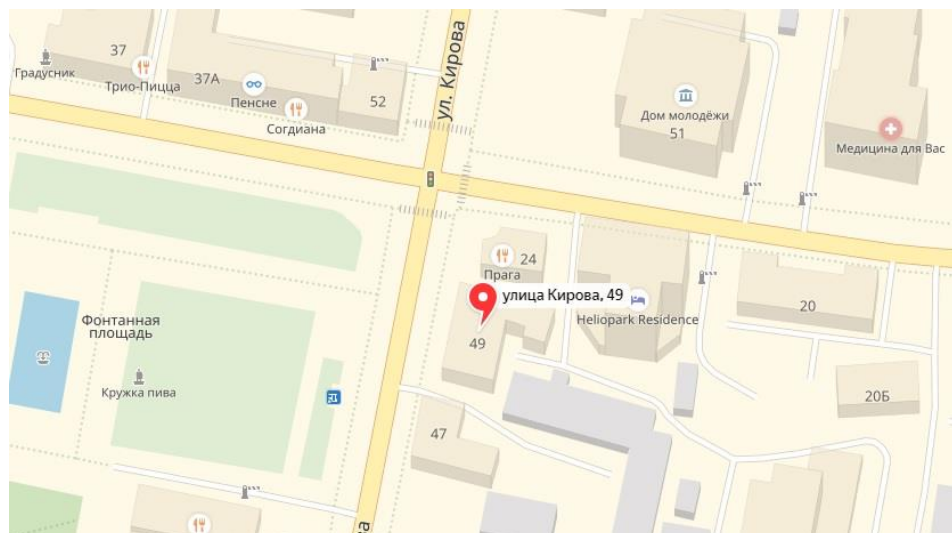 ул. Кирова
37
Градусник
Трио-Пицца
37А
Пенсне
52
Согдиана
Дом молодёжи
51
Медицина для Вас
24
Прага
улица Кирова, 49
Heliopark Residence
20
49
Фонтанная
площадь
Кружка пива
20Б
47